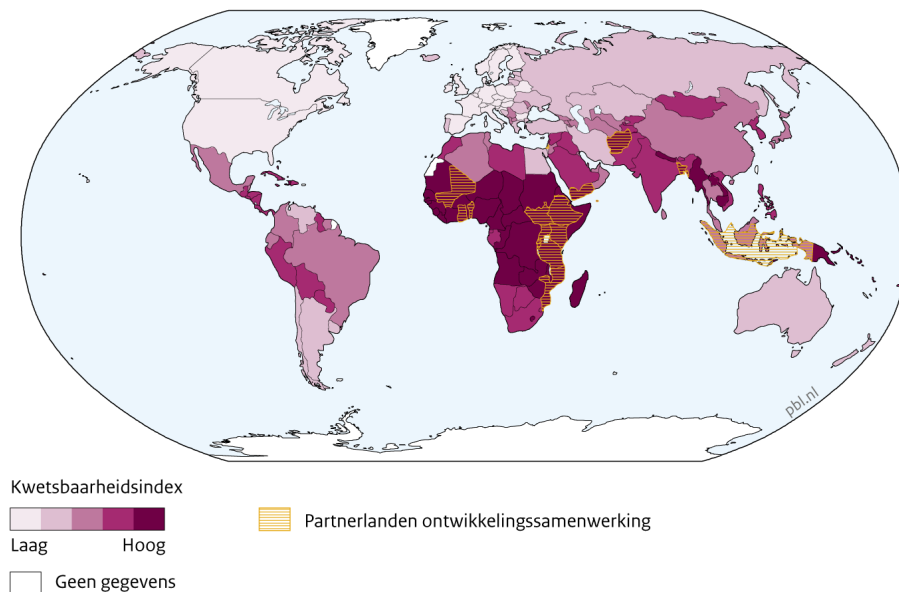 pbl.nl
Kwetsbaarheidsindex
Laag Hoog
Geen gegevens
Partnerlanden ontwikkelingssamenwerking